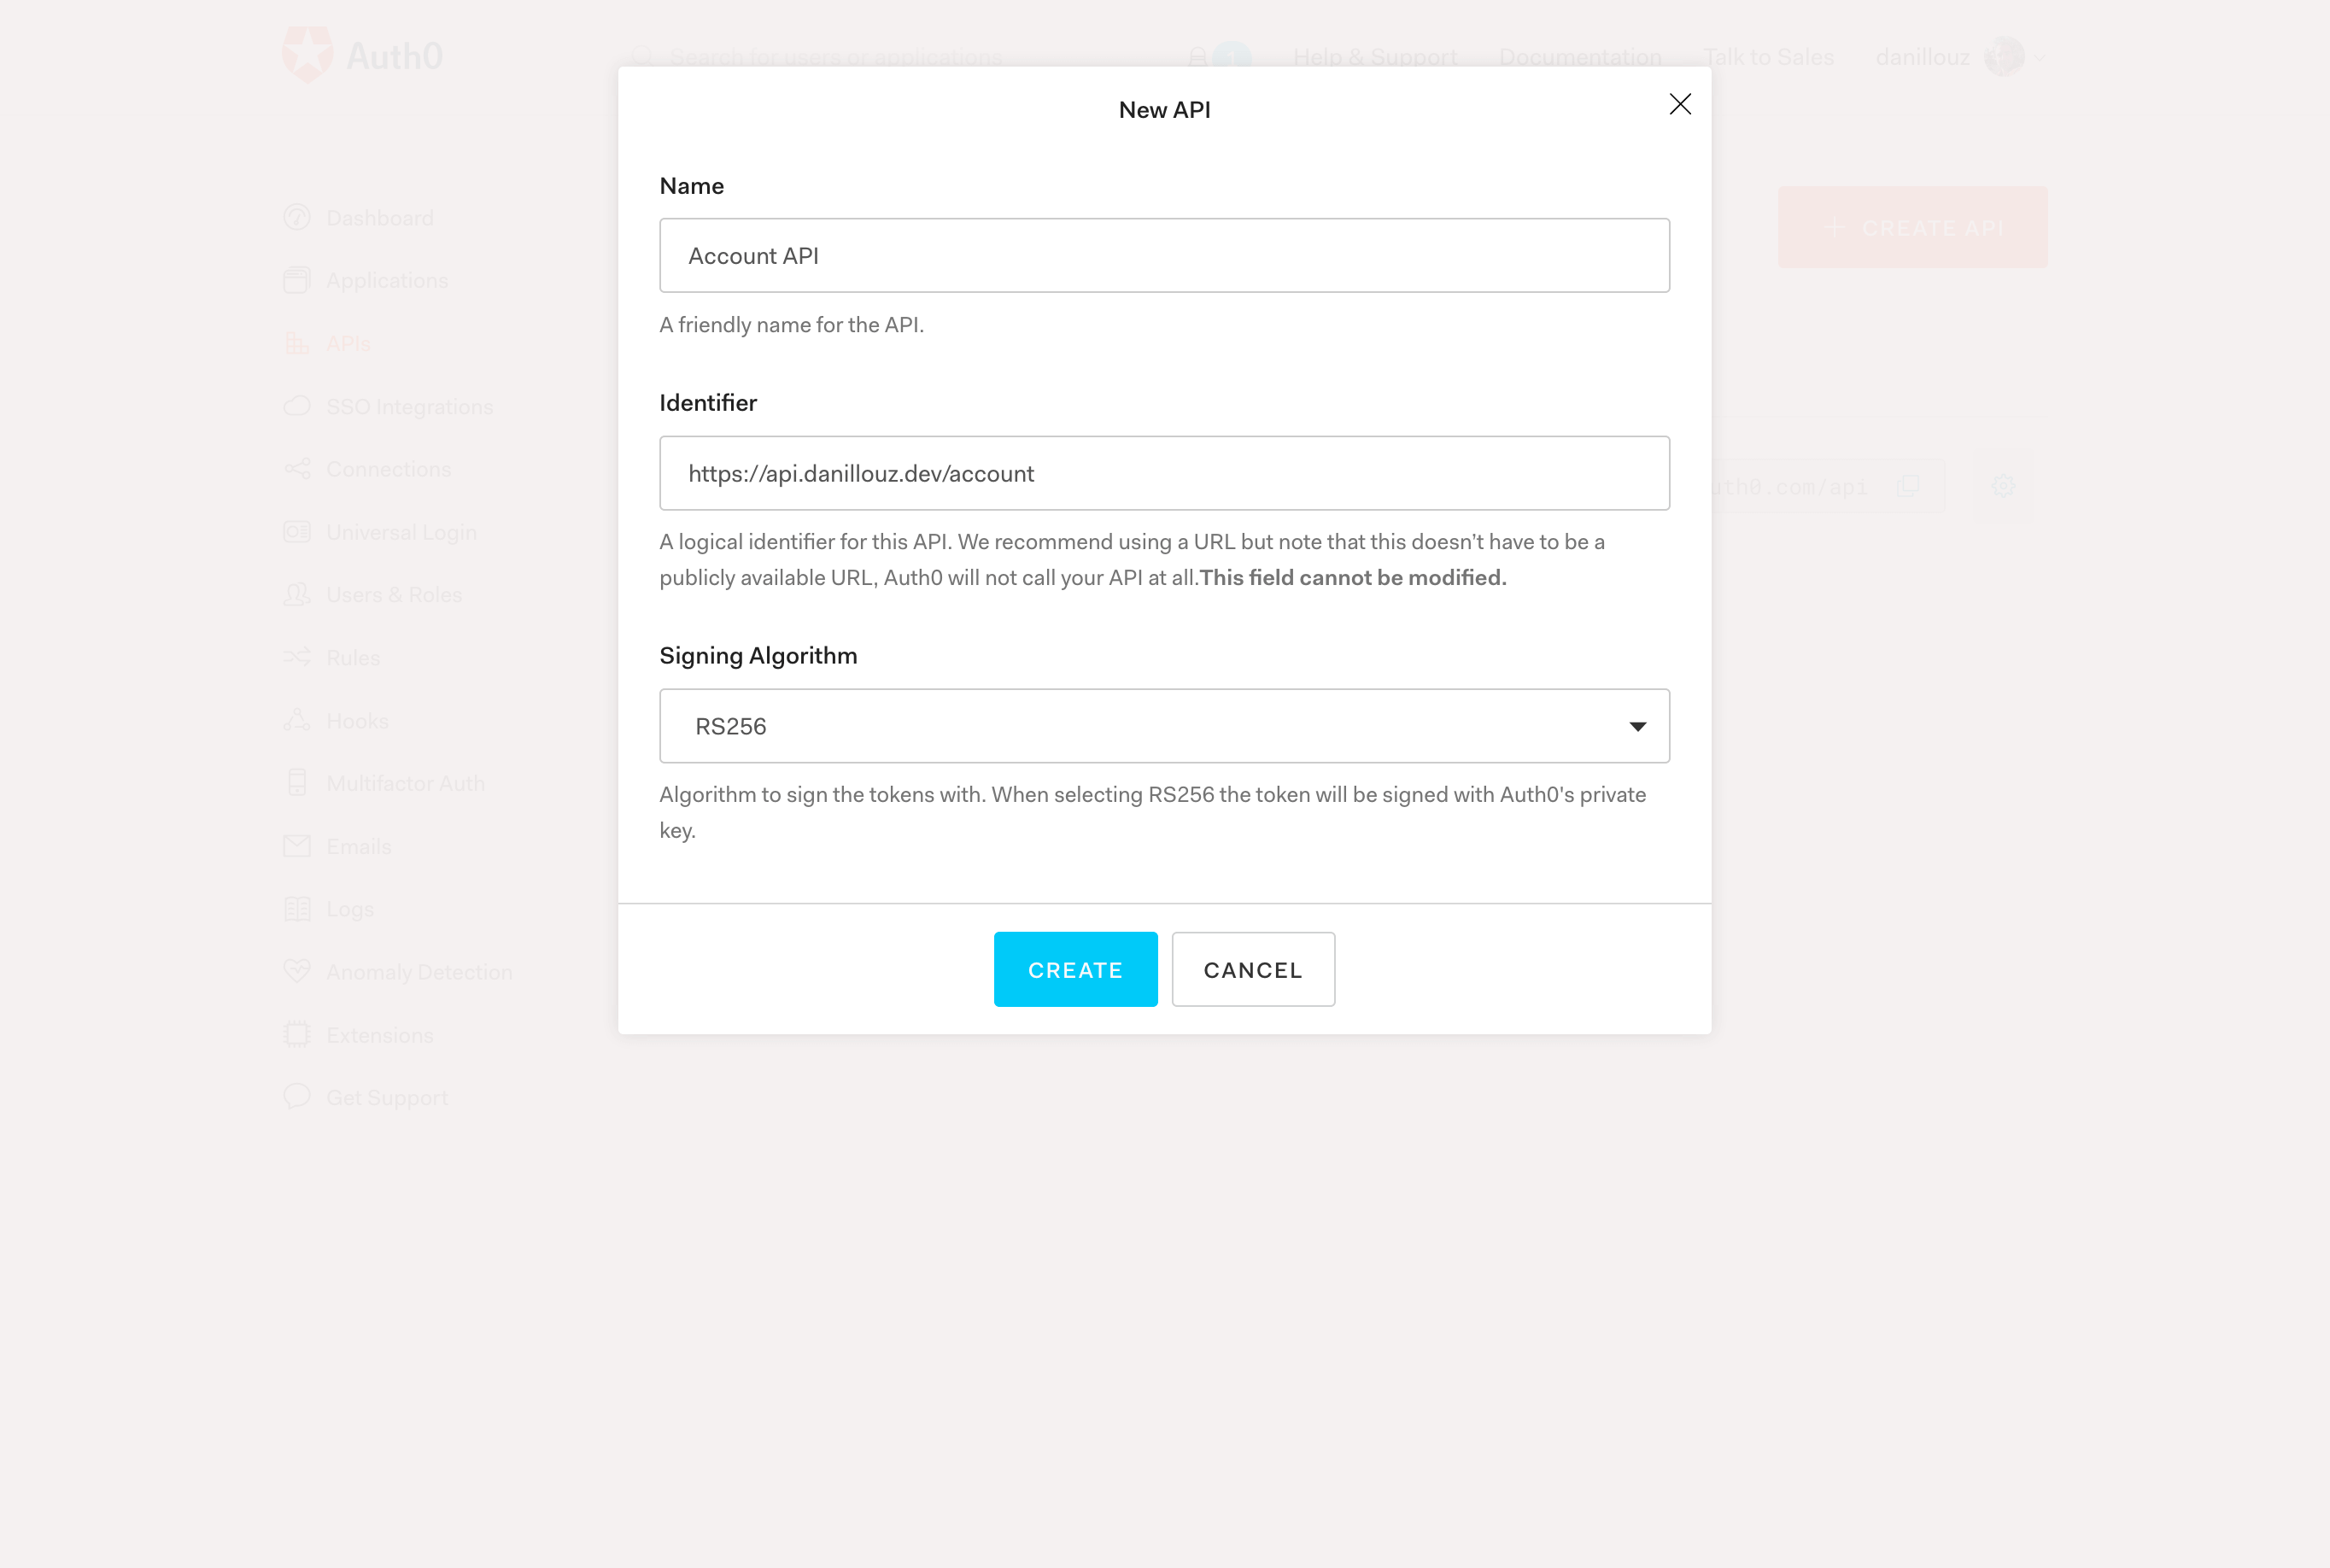 Auth0
Search for users or applications
Help & Support
Documentation
Talk to Sales
danillouz
Dashboard
Applications
APIs
SSO Integrations
Connections
Universal Login
Users & Roles
Rules
Hooks
Multifactor Auth
Emails
Logs
Anomaly Detection
Extensions
Get Support
CREATE API
uth0.com/api
New API
Name
Account API
A friendly name for the API.
Identifier
https://api.danillouz.dev/account
A logical identifier for this API. We recommend using a URL but note that this doesn’t have to be a
publicly available URL, Auth0 will not call your API at all.This field cannot be modified.
Signing Algorithm
RS256
Algorithm to sign the tokens with. When selecting RS256 the token will be signed with Auth0's private
key.
CREATE
CANCEL